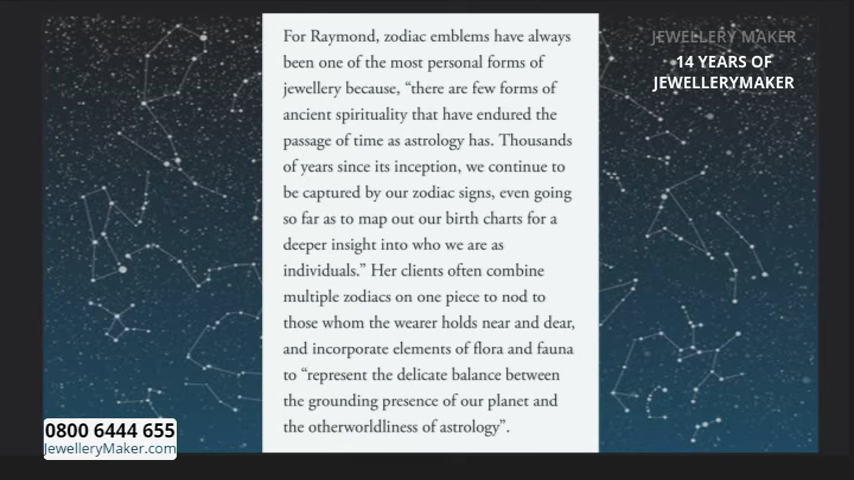 For Raymond, zodiac emblems have always
been one of the most personal forms of
jewellery because, “there are few forms of
ancient spirituality that have endured the
passage of time as astrology has. Thousands
of years since its inception, we continue to
be captured by our zodiac signs, even going
so far as to map out our birth charts for a
deeper insight into who we are as
individuals.” Her clients often combine
multiple zodiacs on one piece to nod to
those whom the wearer holds near and dear,
and incorporate elements of flora and fauna
to “represent the delicate balance between
the grounding presence of our planet and
the otherworldliness of astrology”.
JEWELLERY MAKER
14 YEARS OF
JEWELLERYMAKER
0800 6444 655
JewelleryMaker.com